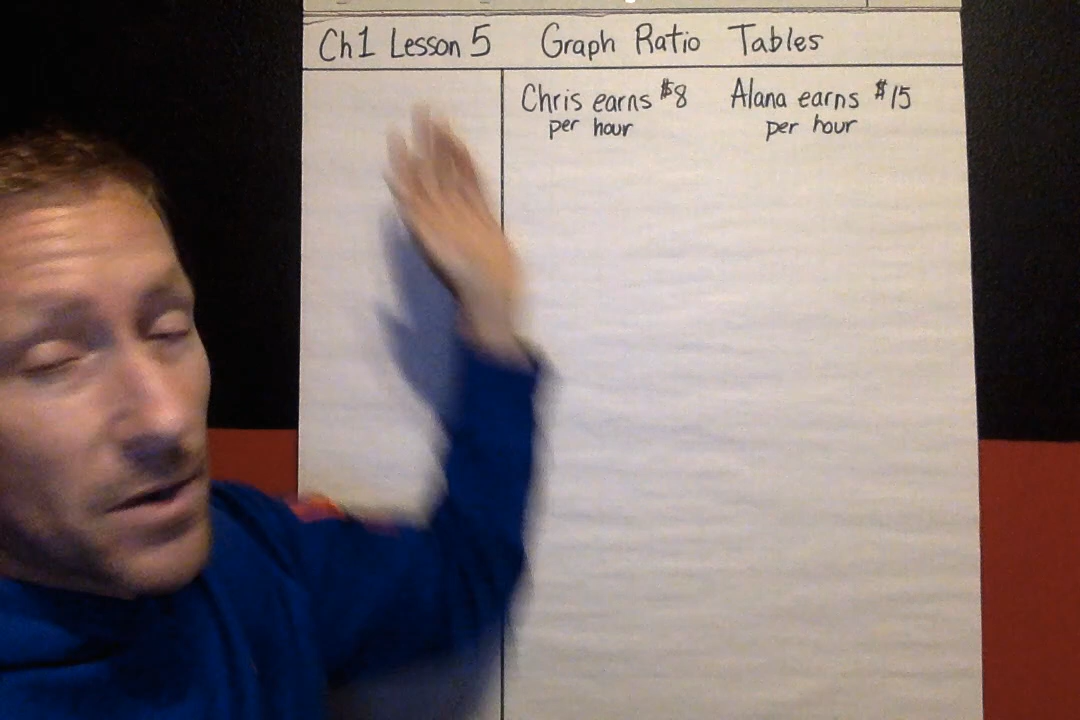 Ch1 Lesson 5 Graph Ratio Tables
Chris earns $8
per hour
Alana earns $15
per hour